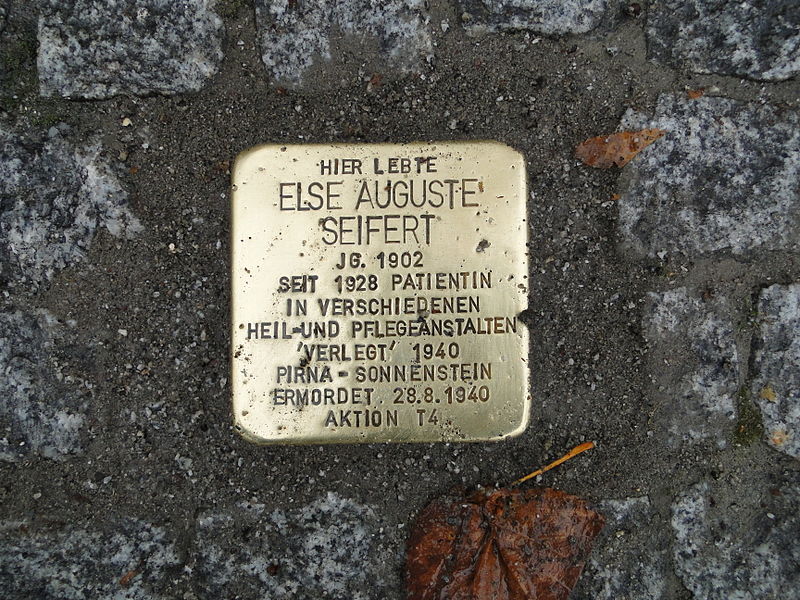 HIER LEBTE
ELSE AUGUSTE
SEIFERT
JG. 1902
SEIT 1928 PATIENTIN
IN VERSCHIEDENEN
HEIL-UND PFLEGEANSTALTEN
'VERLEGT' 1940
PIRNA-SONNENSTEIN
ERMORDET 28.8.1940
AKTION T4